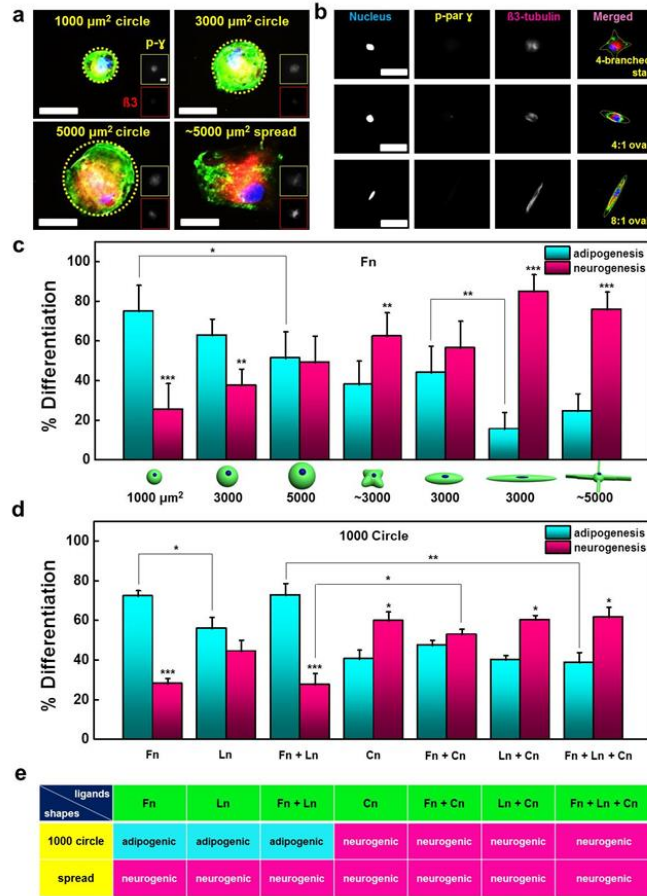 a
1000 μm² circle
3000 μm² circle
p-ɣ
ß3
5000 μm² circle
~5000 μm² spread
b
Nucleus
p-par ɣ
ß3-tubulin
Merged
4-branched
sta
4:1 ova
8:1 ova
c
Fn
adipogenesis
neurogenesis
% Differentiation
100
80
60
40
20
0
*
***
**
**
**
***
***
1000 μm²
3000
5000
~3000
3000
3000
~5000
d
1000 Circle
adipogenesis
neurogenesis
% Differentiation
100
80
60
40
20
0
*
***
***
**
*
*
*
*
Fn
Ln
Fn + Ln
Cn
Fn + Cn
Ln + Cn
Fn + Ln + Cn
e
ligands
shapes
Fn
Ln
Fn + Ln
Cn
Fn + Cn
Ln + Cn
Fn + Ln + Cn
1000 circle
adipogenic
adipogenic
adipogenic
neurogenic
neurogenic
neurogenic
neurogenic
spread
neurogenic
neurogenic
neurogenic
neurogenic
neurogenic
neurogenic
neurogenic